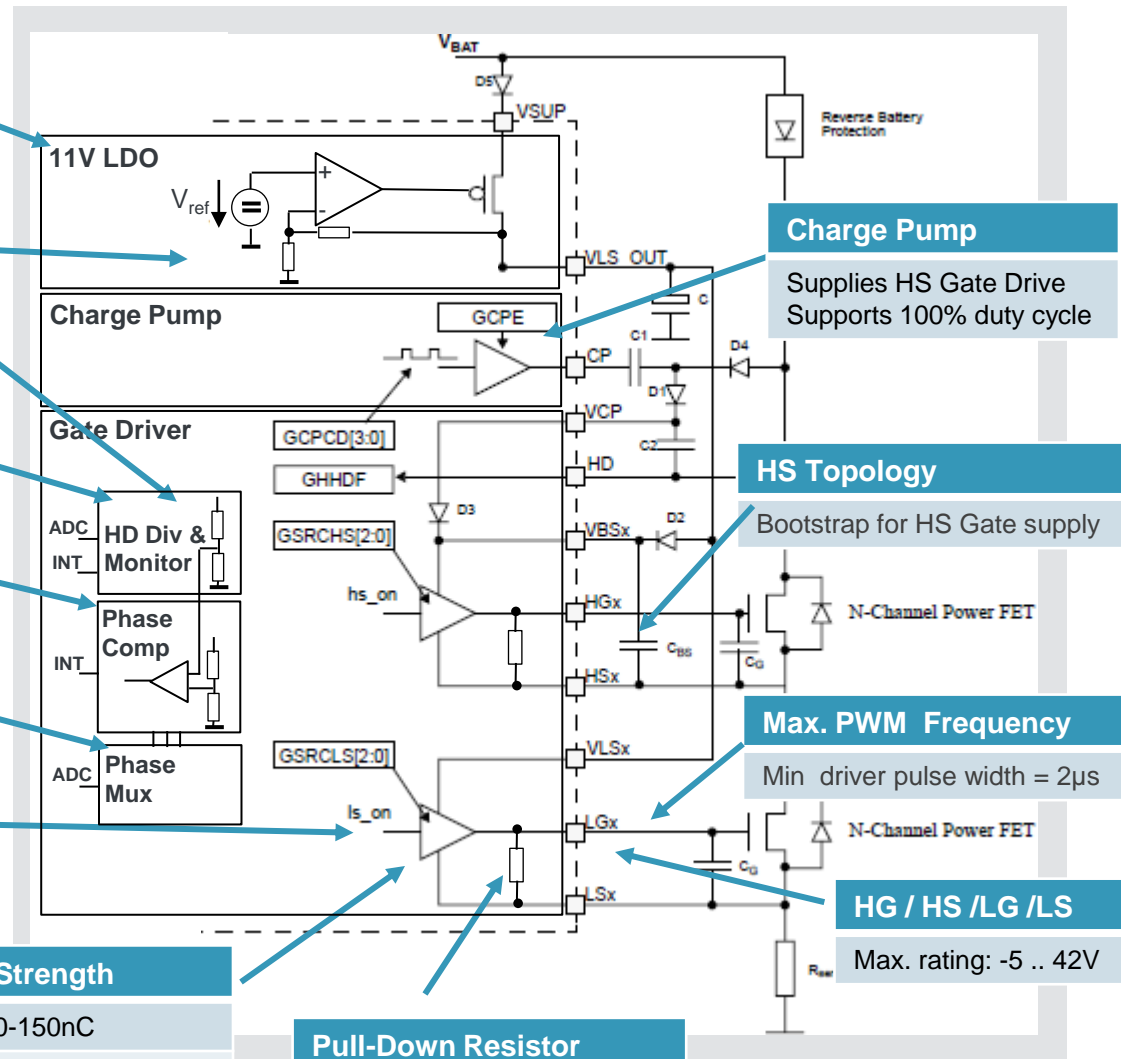 VBAT
D5
VSUP
Reverse Battery
Protection
11V LDO
Vref
+
-
=
VLS_OUT
C
Charge Pump
Supplies HS Gate Drive
Supports 100% duty cycle
Charge Pump
GCPE
CP
C1
D4
D1
GCPCD[3:0]
VCP
C2
Gate Driver
GHHDF
HD
HS Topology
Bootstrap for HS Gate supply
D3
ADC
HD Div &
INT
Monitor
GSRCHS[2:0]
VBSx
D2
hs_on
HGx
N-Channel Power FET
Phase
Comp
INT
CBS
CG
HSx
Max. PWM Frequency
Min driver pulse width = 2µs
Phase
Mux
ADC
GSRCLS[2:0]
VLSx
ls_on
LGx
N-Channel Power FET
CG
LSx
HG / HS /LG /LS
Max. rating: -5 .. 42V
Strength
0-150nC
Pull-Down Resistor